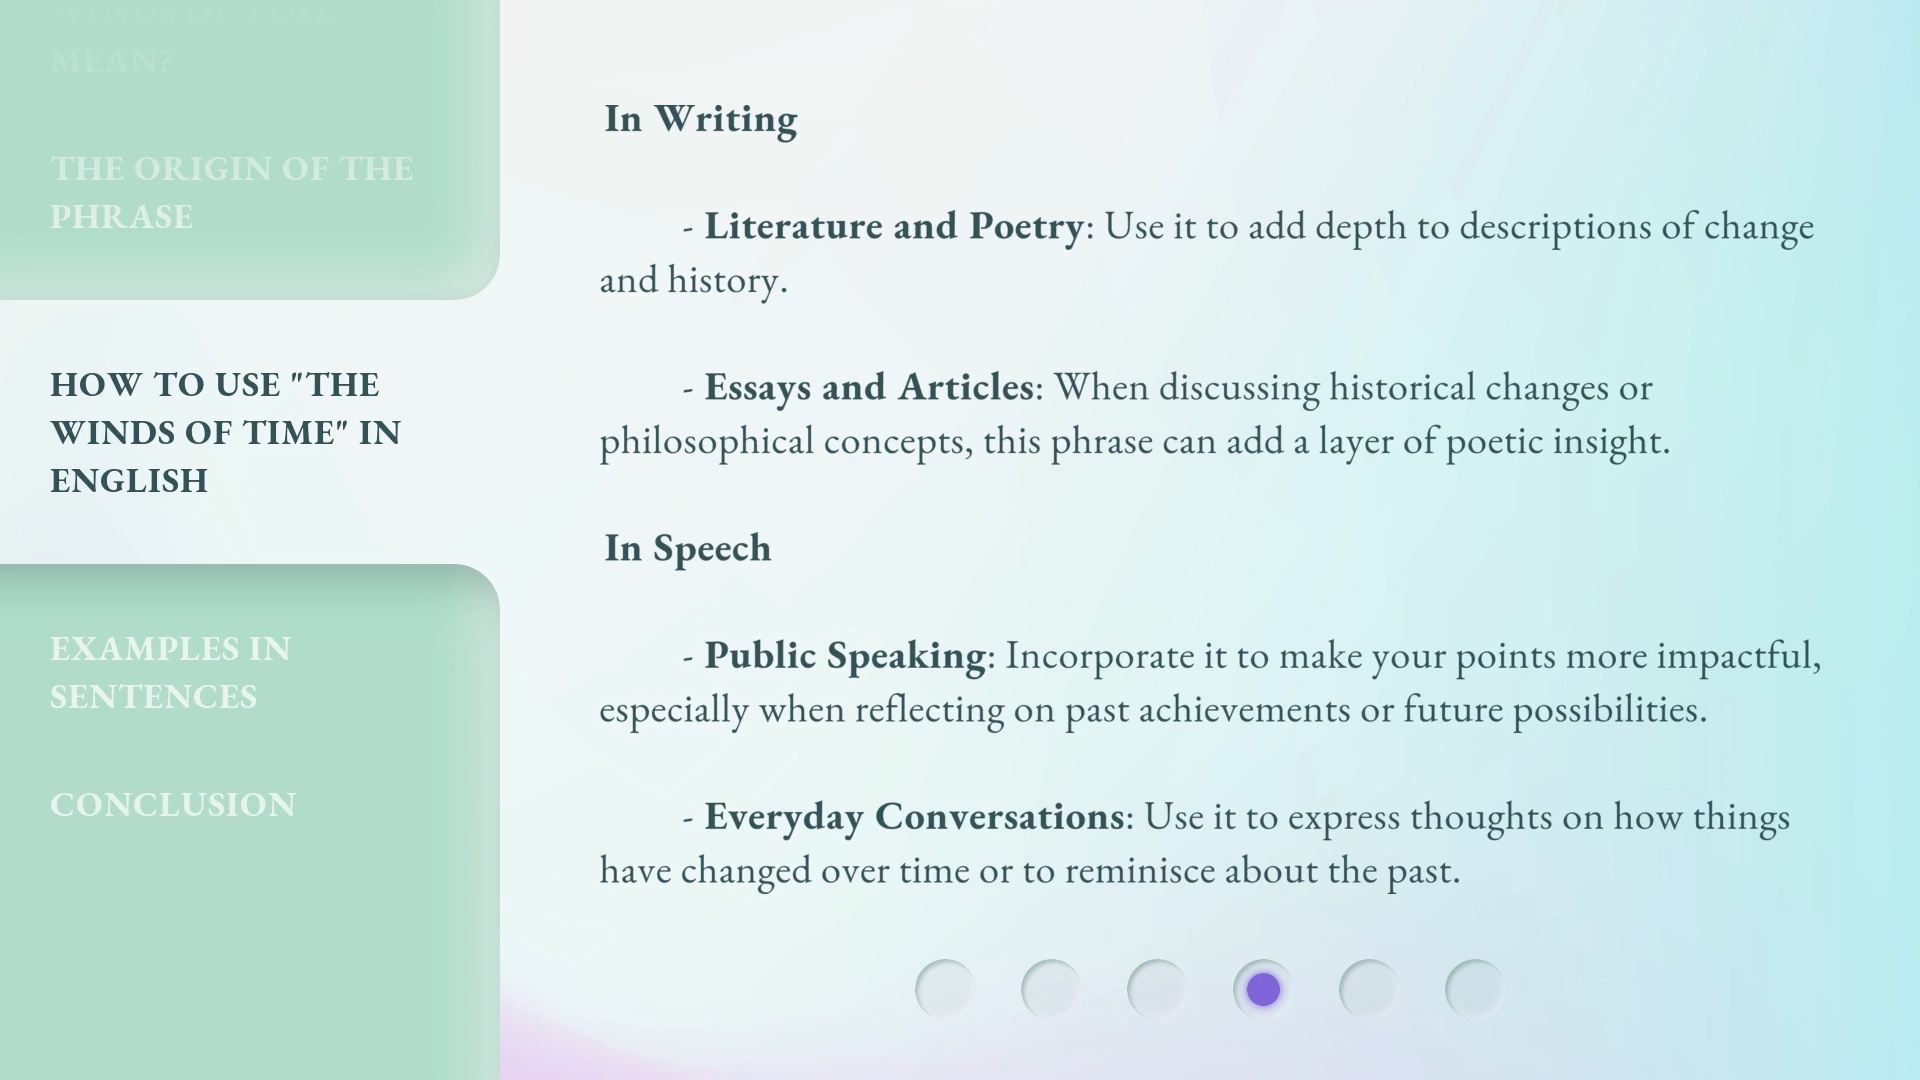 MEAN?
THE ORIGIN OF THE
PHRASE
HOW TO USE "THE
WINDS OF TIME" IN
ENGLISH
EXAMPLES IN
SENTENCES
CONCLUSION
In Writing
- Literature and Poetry: Use it to add depth to descriptions of change
and history.
- Essays and Articles: When discussing historical changes or
philosophical concepts, this phrase can add a layer of poetic insight.
In Speech
- Public Speaking: Incorporate it to make your points more impactful,
especially when reflecting on past achievements or future possibilities.
- Everyday Conversations: Use it to express thoughts on how things
have changed over time or to reminisce about the past.